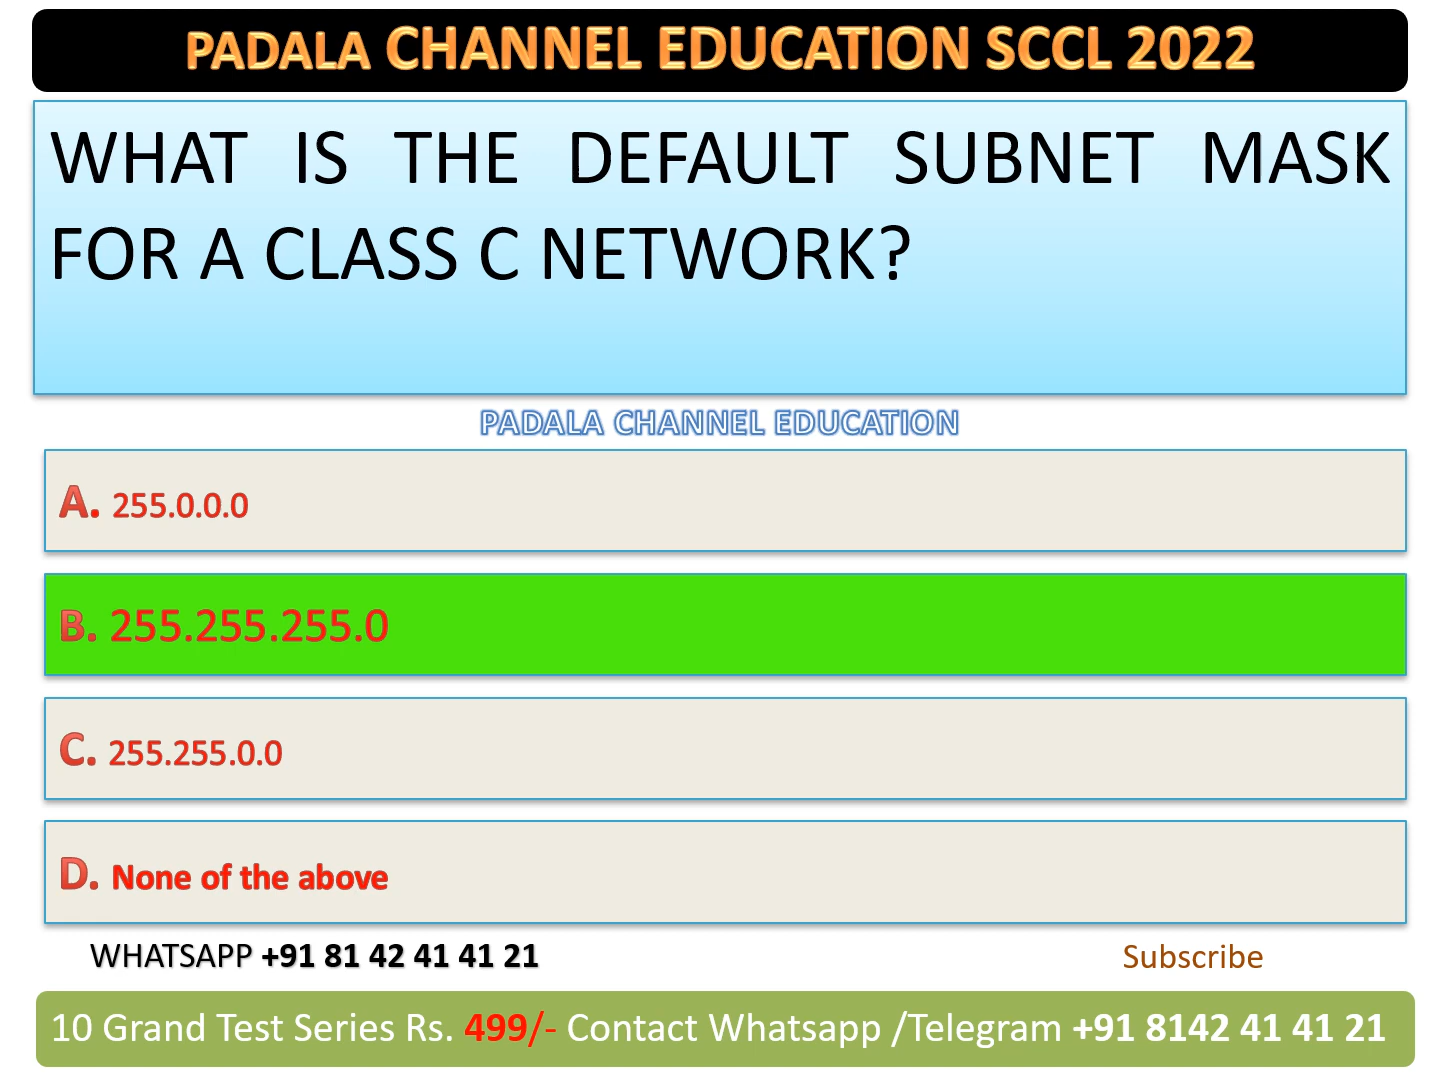 PADALA CHANNEL EDUCATION SCCL 2022
WHAT IS THE DEFAULT SUBNET MASK
FOR A CLASS C NETWORK?
PADALA CHANNEL EDUCATION
A. 255.0.0.0
B. 255.255.255.0
C. 255.255.0.0
D. None of the above
WHATSAPP +91 81 42 41 41 21
Subscribe
10 Grand Test Series Rs. 499/- Contact Whatsapp /Telegram +91 8142 41 41 21